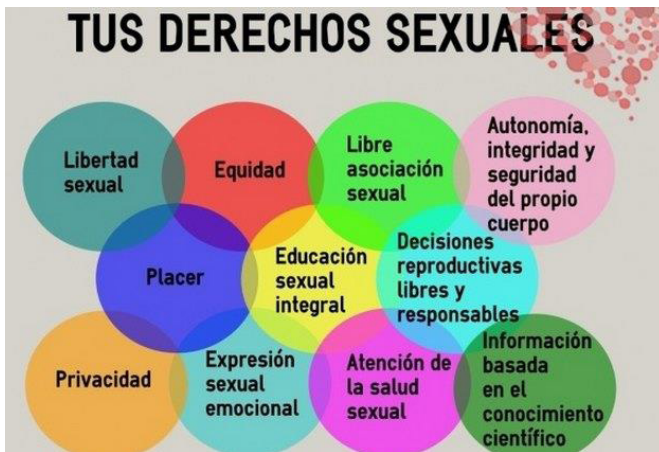 TUS DERECHOS SEXUALES
Libertad
sexual
Equidad
Libre
asociación
sexual
Autonomía,
integridad y
seguridad
del propio
cuerpo
Placer
Educación
sexual
integral
Decisiones
reproductivas
libres y
responsables
Privacidad
Expresión
sexual
emocional
Atención de
la salud
sexual
Información
basada
en el
conocimiento
científico